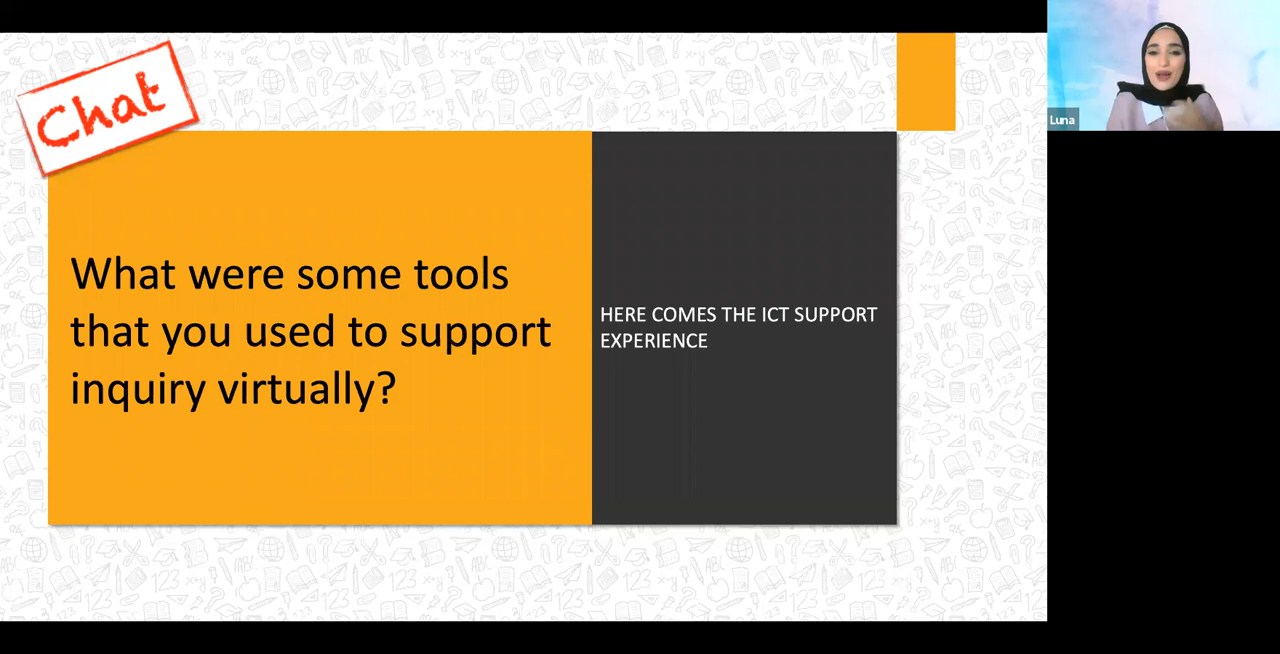 Chat
What were some tools
that you used to support
inquiry virtually?
HERE COMES THE ICT SUPPORT
EXPERIENCE
Luna